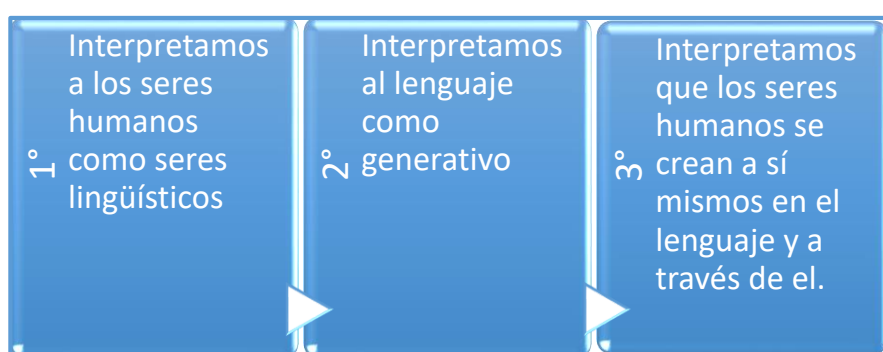 1°
Interpretamos
a los seres
humanos
como seres
lingüísticos
2°
Interpretamos
al lenguaje
como
generativo
3°
Interpretamos
que los seres
humanos se
crean a sí
mismos en el
lenguaje y a
través de el.